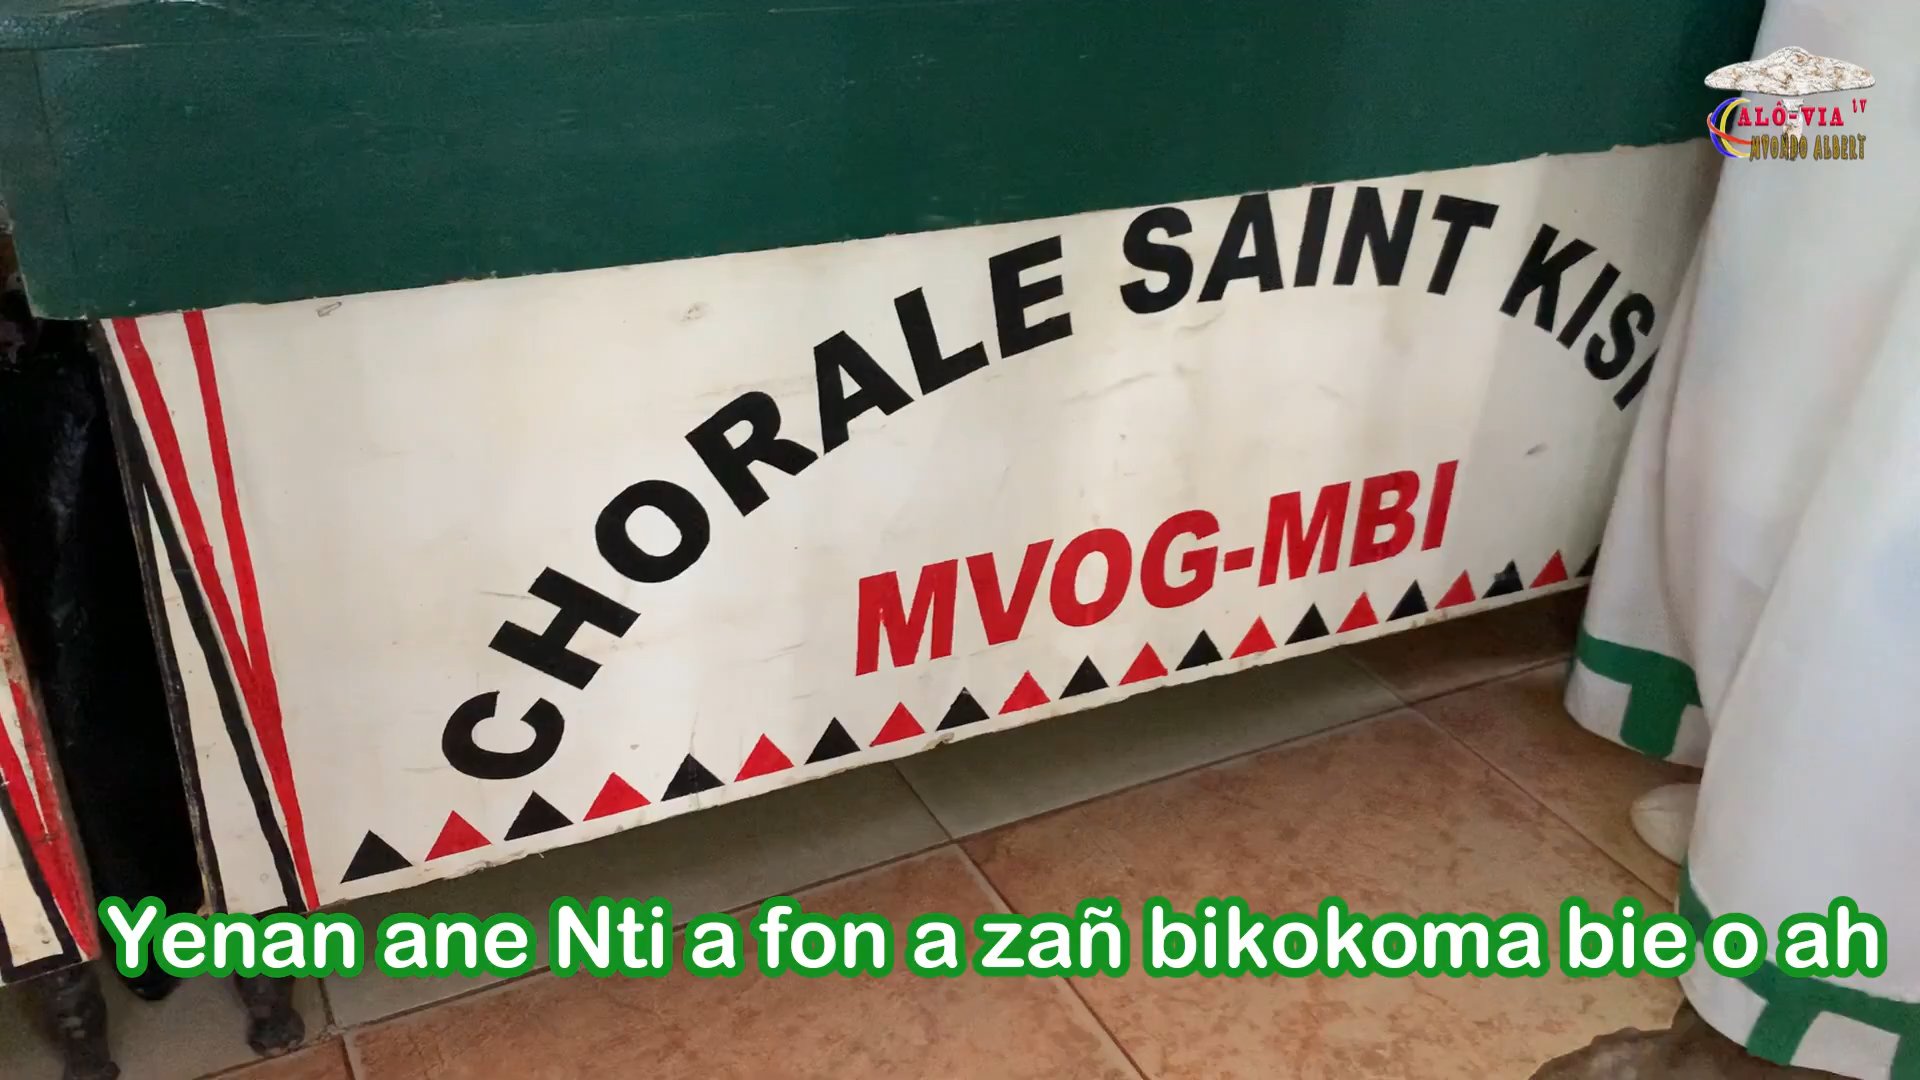 ALÔ-VIA TV
MVONDO ALBERT
CHORALE SAINT KISI
MVOG-MBI
Yenan ane Nti a fon a zañ bikokoma bie o ah